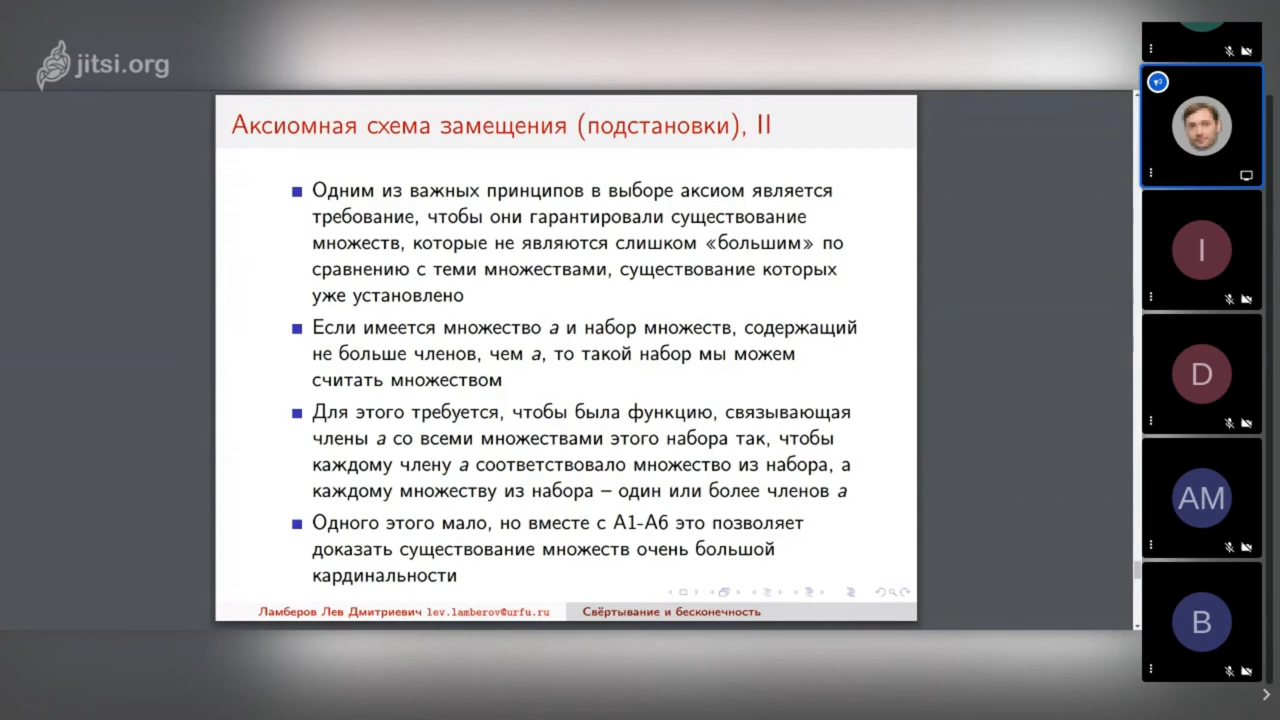 jitsi.org
Аксиомная схема замещения (подстановки), II
Одним из важных принципов в выборе аксиом является
требование, чтобы они гарантировали существование
множеств, которые не являются слишком «большим» по
сравнению с теми множествами, существование которых
уже установлено
Если имеется множество a и набор множеств, содержащий
не больше членов, чем a, то такой набор мы можем
считать множеством
Для этого требуется, чтобы была функцию, связывающая
члены a со всеми множествами этого набора так, чтобы
каждому члену a соответствовало множество из набора, а
каждому множеству из набора – один или более членов a
Одного этого мало, но вместе с A1-A6 это позволяет
доказать существование множеств очень большой
кардинальности
Ламберов Лев Дмитриевич lev.lamberov@urfu.ru
Свёртывание и бесконечность
I
D
AM
B